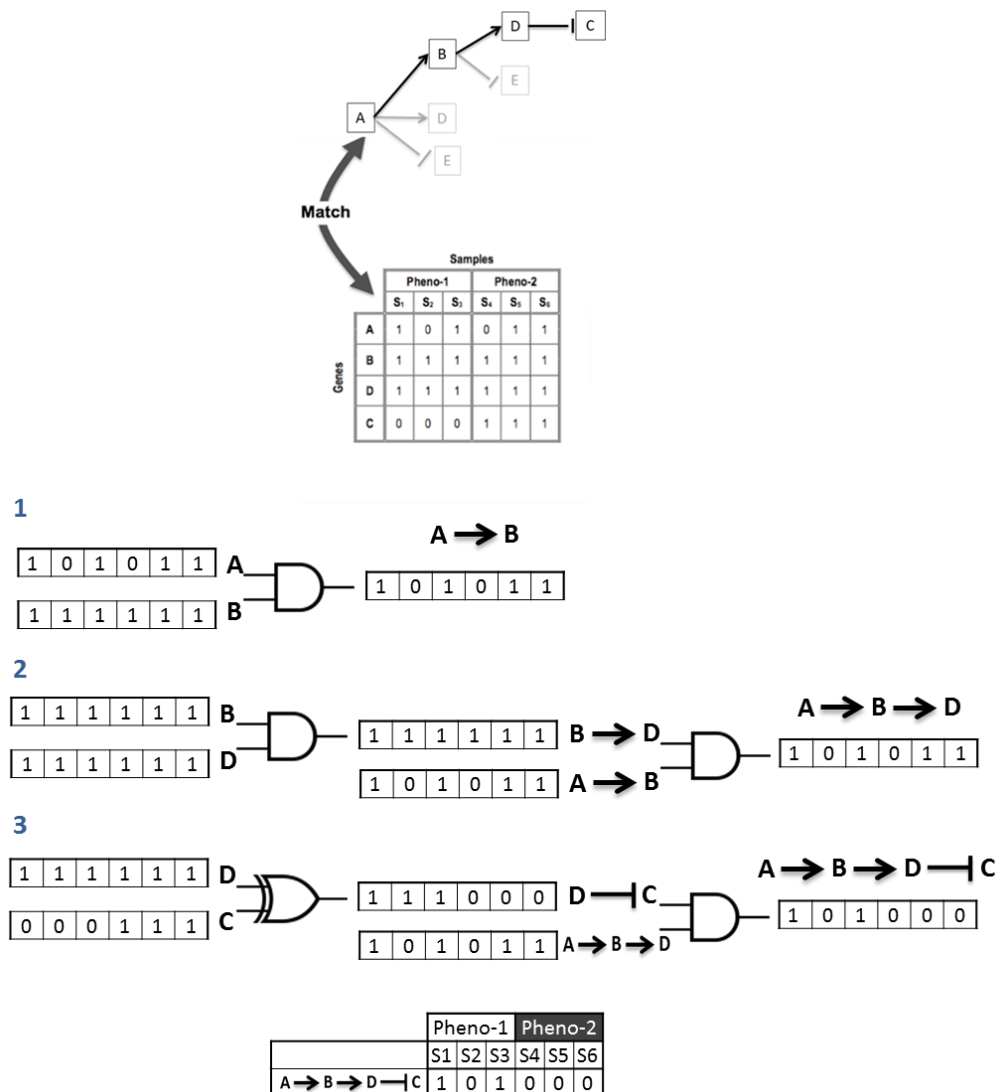 D C
B
E
A D
E
Match
Samples
Pheno-1 Pheno-2
S₁ S₂ S₃ S₄ S₅ S₆
Genes
A 1 0 1 0 1 1
B 1 1 1 1 1 1
D 1 1 1 1 1 1
C 0 0 0 1 1 1
1
A → B
1 0 1 0 1 1 A
1 0 1 0 1 1
1 1 1 1 1 1 B
2
A → B → D
1 1 1 1 1 1 B
1 1 1 1 1 1 B → D
1 0 1 0 1 1
1 1 1 1 1 1 D
1 0 1 0 1 1 A → B
3
A → B → D ⊣ C
1 1 1 1 1 1 D
1 1 1 0 0 0 D ⊣ C
1 0 1 0 0 0
0 0 0 1 1 1 C
1 0 1 0 1 1 A → B → D
Pheno-1 Pheno-2
S1 S2 S3 S4 S5 S6
A → B → D ⊣ C 1 0 1 0 0 0